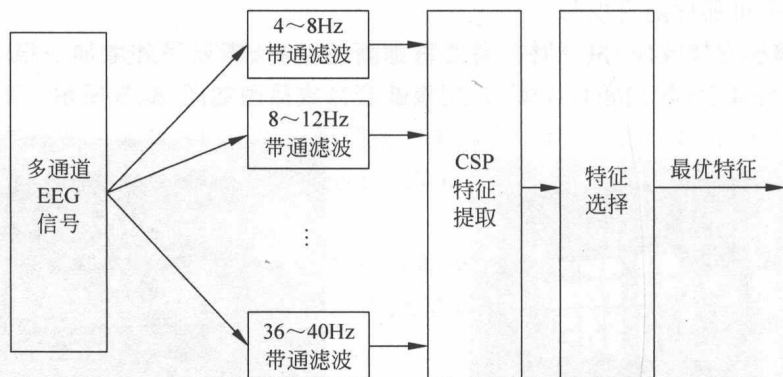 多通道
EEG
信号
4～8Hz
带通滤波
8～12Hz
带通滤波
⋮
36～40Hz
带通滤波
CSP
特征
提取
特征
选择
最优特征